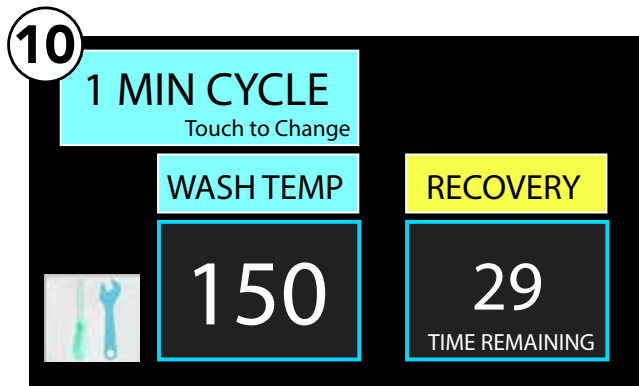 10
1 MIN CYCLE
Touch to Change
WASH TEMP
RECOVERY
150
29
TIME REMAINING